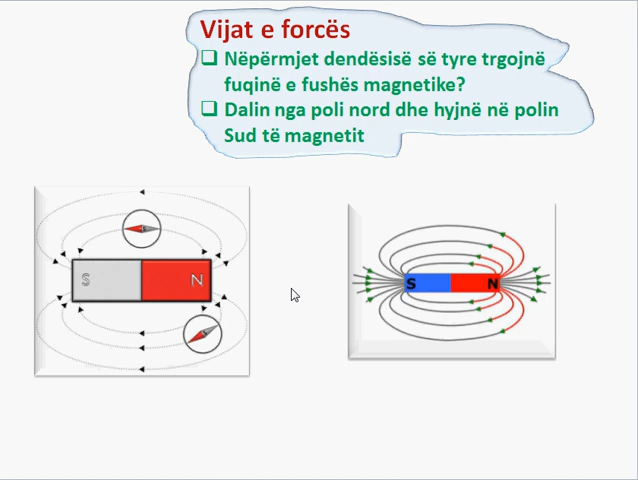 Vijat e forcës
Nëpërmjet dendësisë së tyre trgojnë
fuqinë e fushës magnetike?
Dalin nga poli nord dhe hyjnë në polin
Sud të magnetit
S N
S N